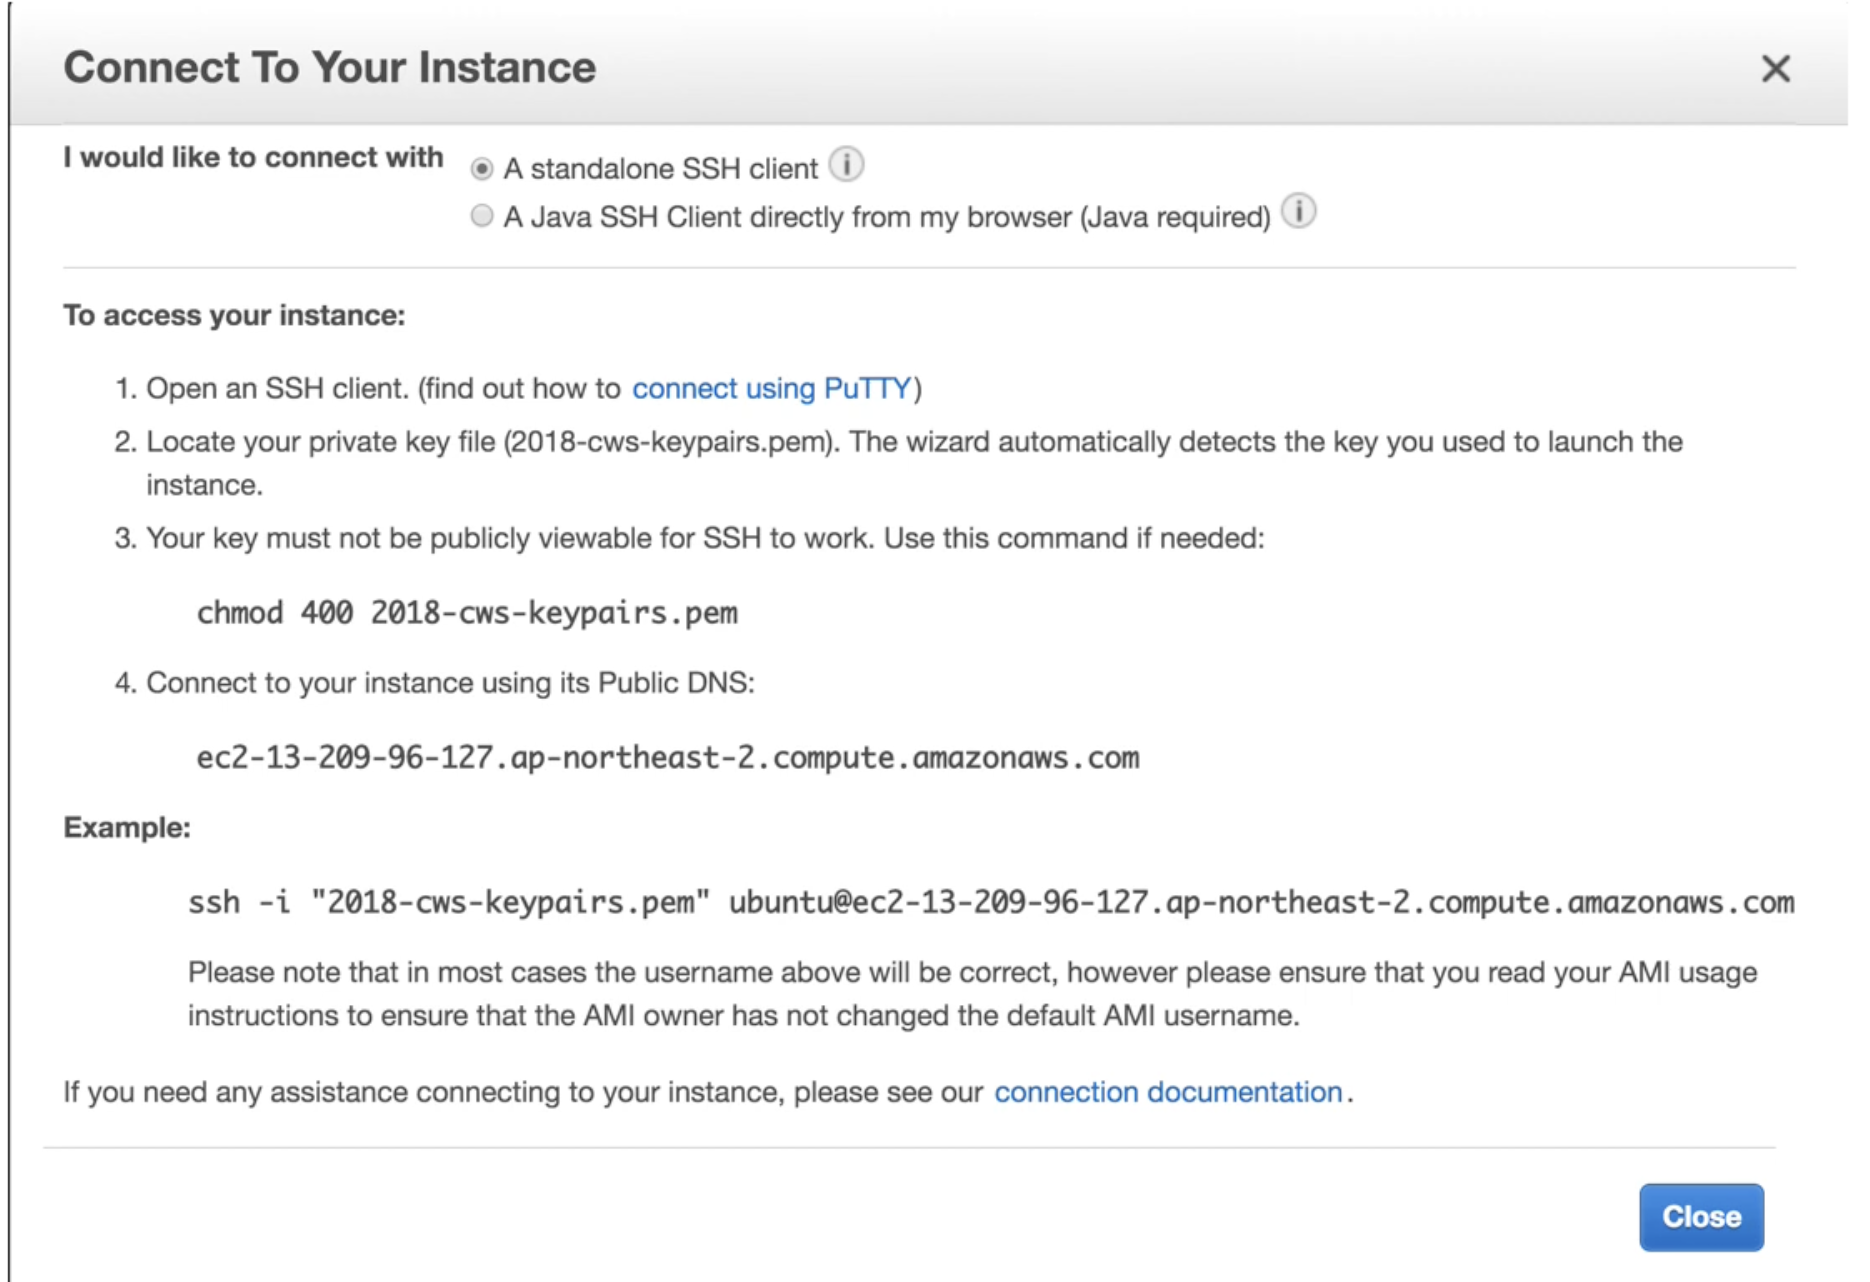 Connect To Your Instance
I would like to connect with
A standalone SSH client
A Java SSH Client directly from my browser (Java required)
To access your instance:
1. Open an SSH client. (find out how to connect using PuTTY)
2. Locate your private key file (2018-cws-keypairs.pem). The wizard automatically detects the key you used to launch the
instance.
3. Your key must not be publicly viewable for SSH to work. Use this command if needed:
chmod 400 2018-cws-keypairs.pem
4. Connect to your instance using its Public DNS:
ec2-13-209-96-127.ap-northeast-2.compute.amazonaws.com
Example:
ssh -i "2018-cws-keypairs.pem" ubuntu@ec2-13-209-96-127.ap-northeast-2.compute.amazonaws.com
Please note that in most cases the username above will be correct, however please ensure that you read your AMI usage
instructions to ensure that the AMI owner has not changed the default AMI username.
If you need any assistance connecting to your instance, please see our connection documentation.
Close